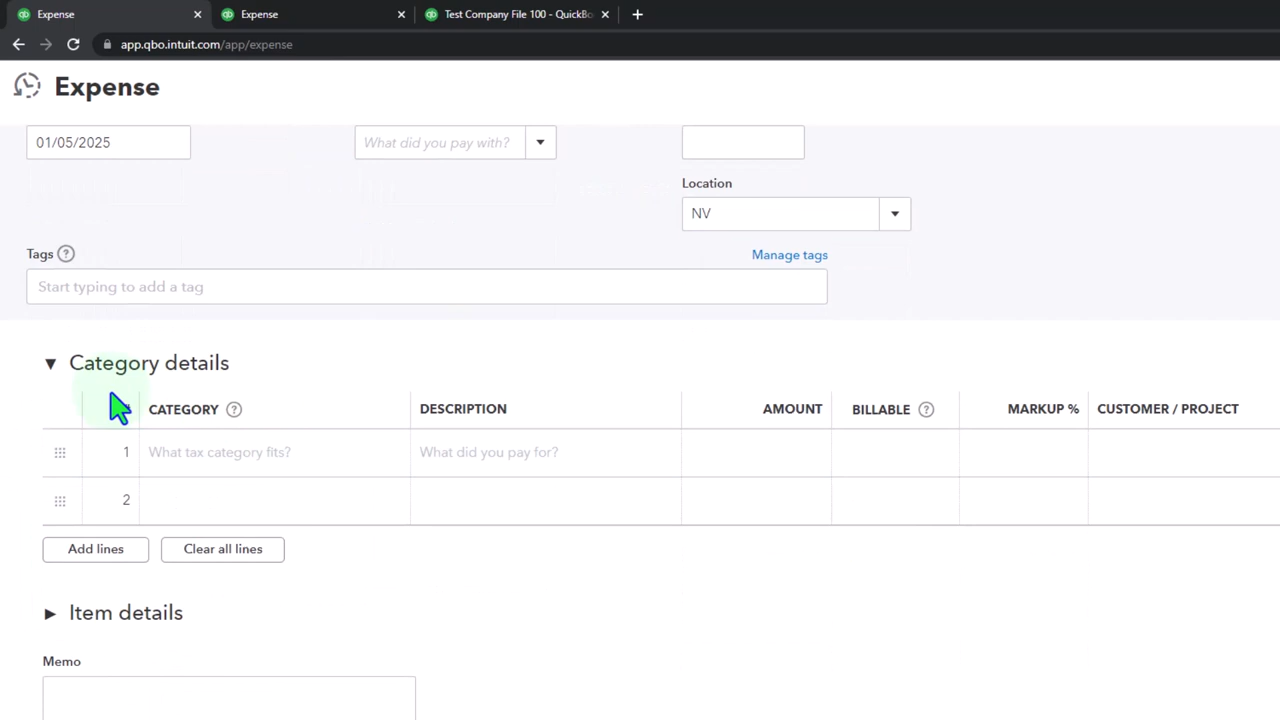 Expense
Expense
Test Company File 100 - QuickBo
app.qbo.intuit.com/app/expense
Expense
01/05/2025
What did you pay with?
Location
NV
Tags ?
Manage tags
Start typing to add a tag
Category details
CATEGORY ?
DESCRIPTION
AMOUNT
BILLABLE ?
MARKUP %
CUSTOMER / PROJECT
1
What tax category fits?
What did you pay for?
2
Add lines
Clear all lines
Item details
Memo